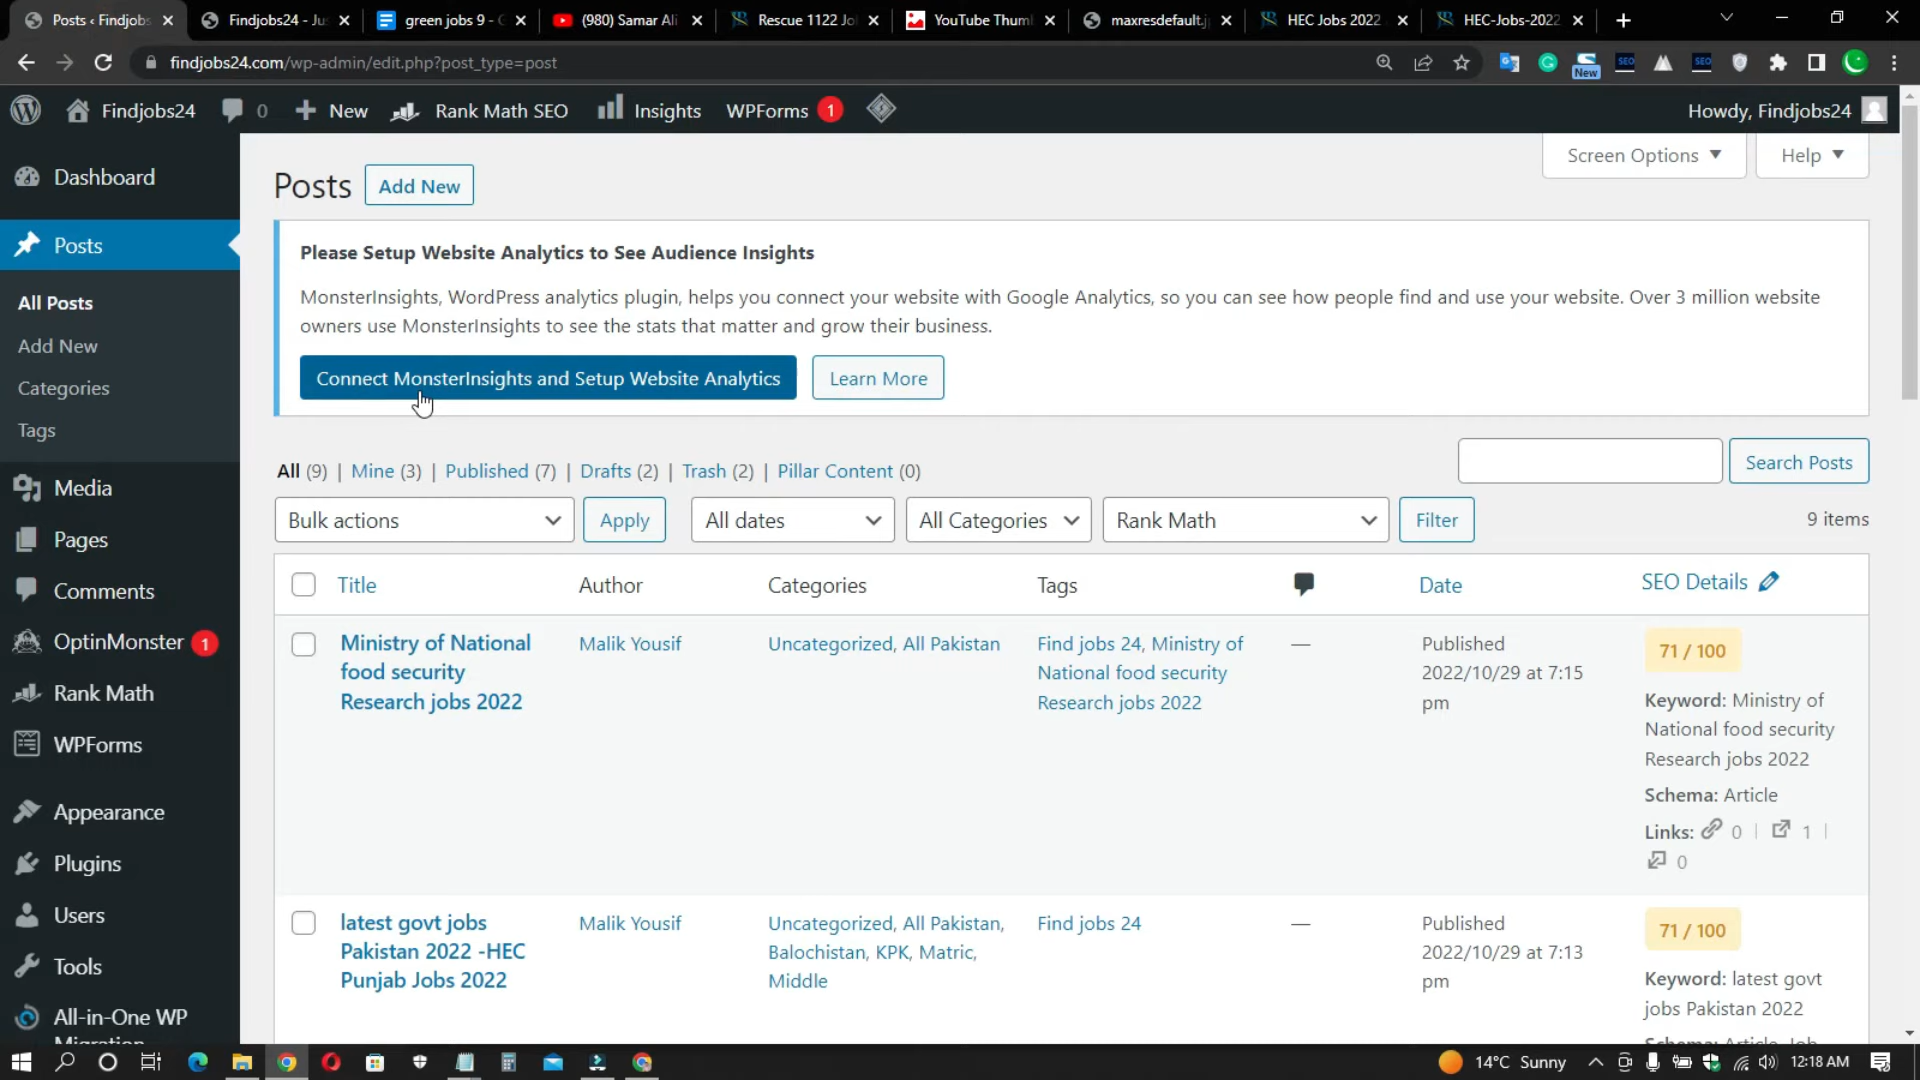 Posts ‹ Findjobs
Findjobs24 - Jus
green jobs 9 - G
(980) Samar Ali
Rescue 1122 Jo
YouTube Thum
maxresdefault.j
HEC Jobs 2022
HEC-Jobs-2022
findjobs24.com/wp-admin/edit.php?post_type=post
New
SEO
SEO
Findjobs24
0
New
Rank Math SEO
Insights
WPForms 1
Howdy, Findjobs24
Dashboard
Posts
All Posts
Add New
Categories
Tags
Media
Pages
Comments
OptinMonster 1
Rank Math
WPForms
Appearance
Plugins
Users
Tools
All-in-One WP
Migration
Screen Options
Help
Posts
Add New
Please Setup Website Analytics to See Audience Insights
MonsterInsights, WordPress analytics plugin, helps you connect your website with Google Analytics, so you can see how people find and use your website. Over 3 million website
owners use MonsterInsights to see the stats that matter and grow their business.
Connect MonsterInsights and Setup Website Analytics
Learn More
All (9) | Mine (3) | Published (7) | Drafts (2) | Trash (2) | Pillar Content (0)
Search Posts
Bulk actions
Apply
All dates
All Categories
Rank Math
Filter
9 items
Title
Author
Categories
Tags
Date
SEO Details
Ministry of National
food security
Research jobs 2022
Malik Yousif
Uncategorized, All Pakistan
Find jobs 24, Ministry of
National food security
Research jobs 2022
—
Published
2022/10/29 at 7:15
pm
71 / 100
Keyword: Ministry of
National food security
Research jobs 2022
Schema: Article
Links: 0 | 1 |
0
latest govt jobs
Pakistan 2022 -HEC
Punjab Jobs 2022
Malik Yousif
Uncategorized, All Pakistan,
Balochistan, KPK, Matric,
Middle
Find jobs 24
—
Published
2022/10/29 at 7:13
pm
71 / 100
Keyword: latest govt
jobs Pakistan 2022
Schema: Article, Job
14°C Sunny
12:18 AM